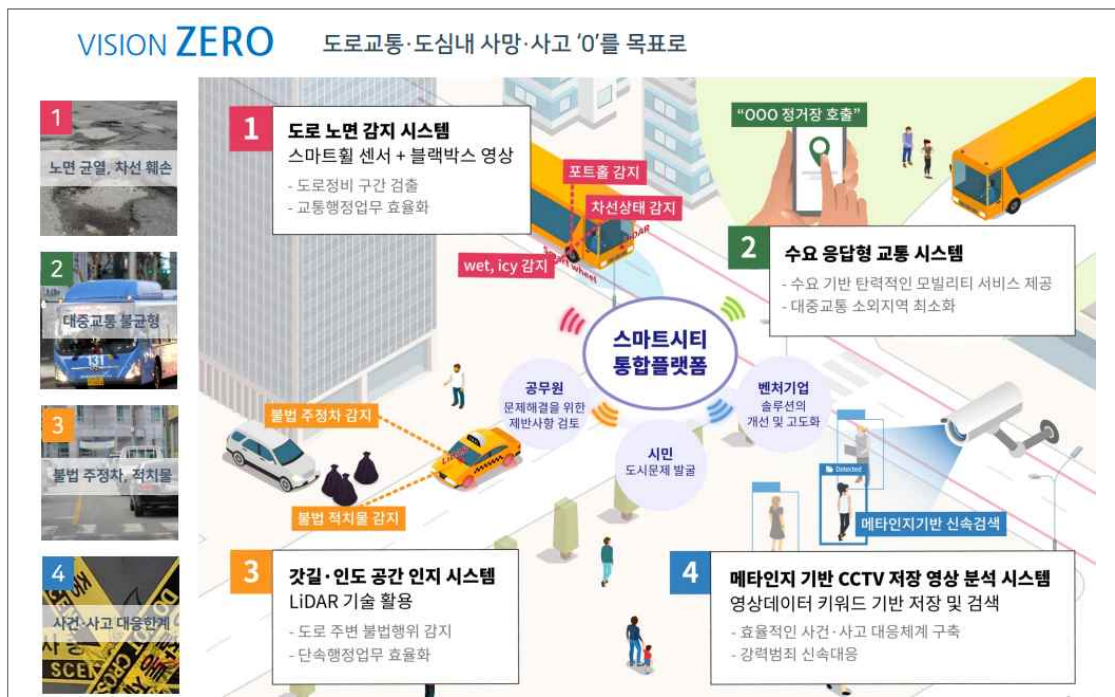 VISION ZERO 도로교통·도심내 사망·사고 ‘0’를 목표로
1
노면 균열, 차선 훼손
2
대중교통 불균형
131
3
불법 주정차, 적치물
4
사건·사고 대응한계
1 도로 노면 감지 시스템
스마트휠 센서 + 블랙박스 영상
- 도로정비 구간 검출
- 교통행정업무 효율화
포트홀 감지
차선상태 감지
LiDAR
wet, icy 감지
smart wheel
“OOO 정거장 호출”
2 수요 응답형 교통 시스템
- 수요 기반 탄력적인 모빌리티 서비스 제공
- 대중교통 소외지역 최소화
스마트시티
통합플랫폼
공무원
문제해결을 위한
제반사항 검토
시민
도시문제 발굴
벤처기업
솔루션의
개선 및 고도화
불법 주정차 감지
LiDAR
불법 적치물 감지
Detected
메타인지기반 신속검색
3 갓길·인도 공간 인지 시스템
LiDAR 기술 활용
- 도로 주변 불법행위 감지
- 단속행정업무 효율화
4 메타인지 기반 CCTV 저장 영상 분석 시스템
영상데이터 키워드 기반 저장 및 검색
- 효율적인 사건·사고 대응체계 구축
- 강력범죄 신속대응